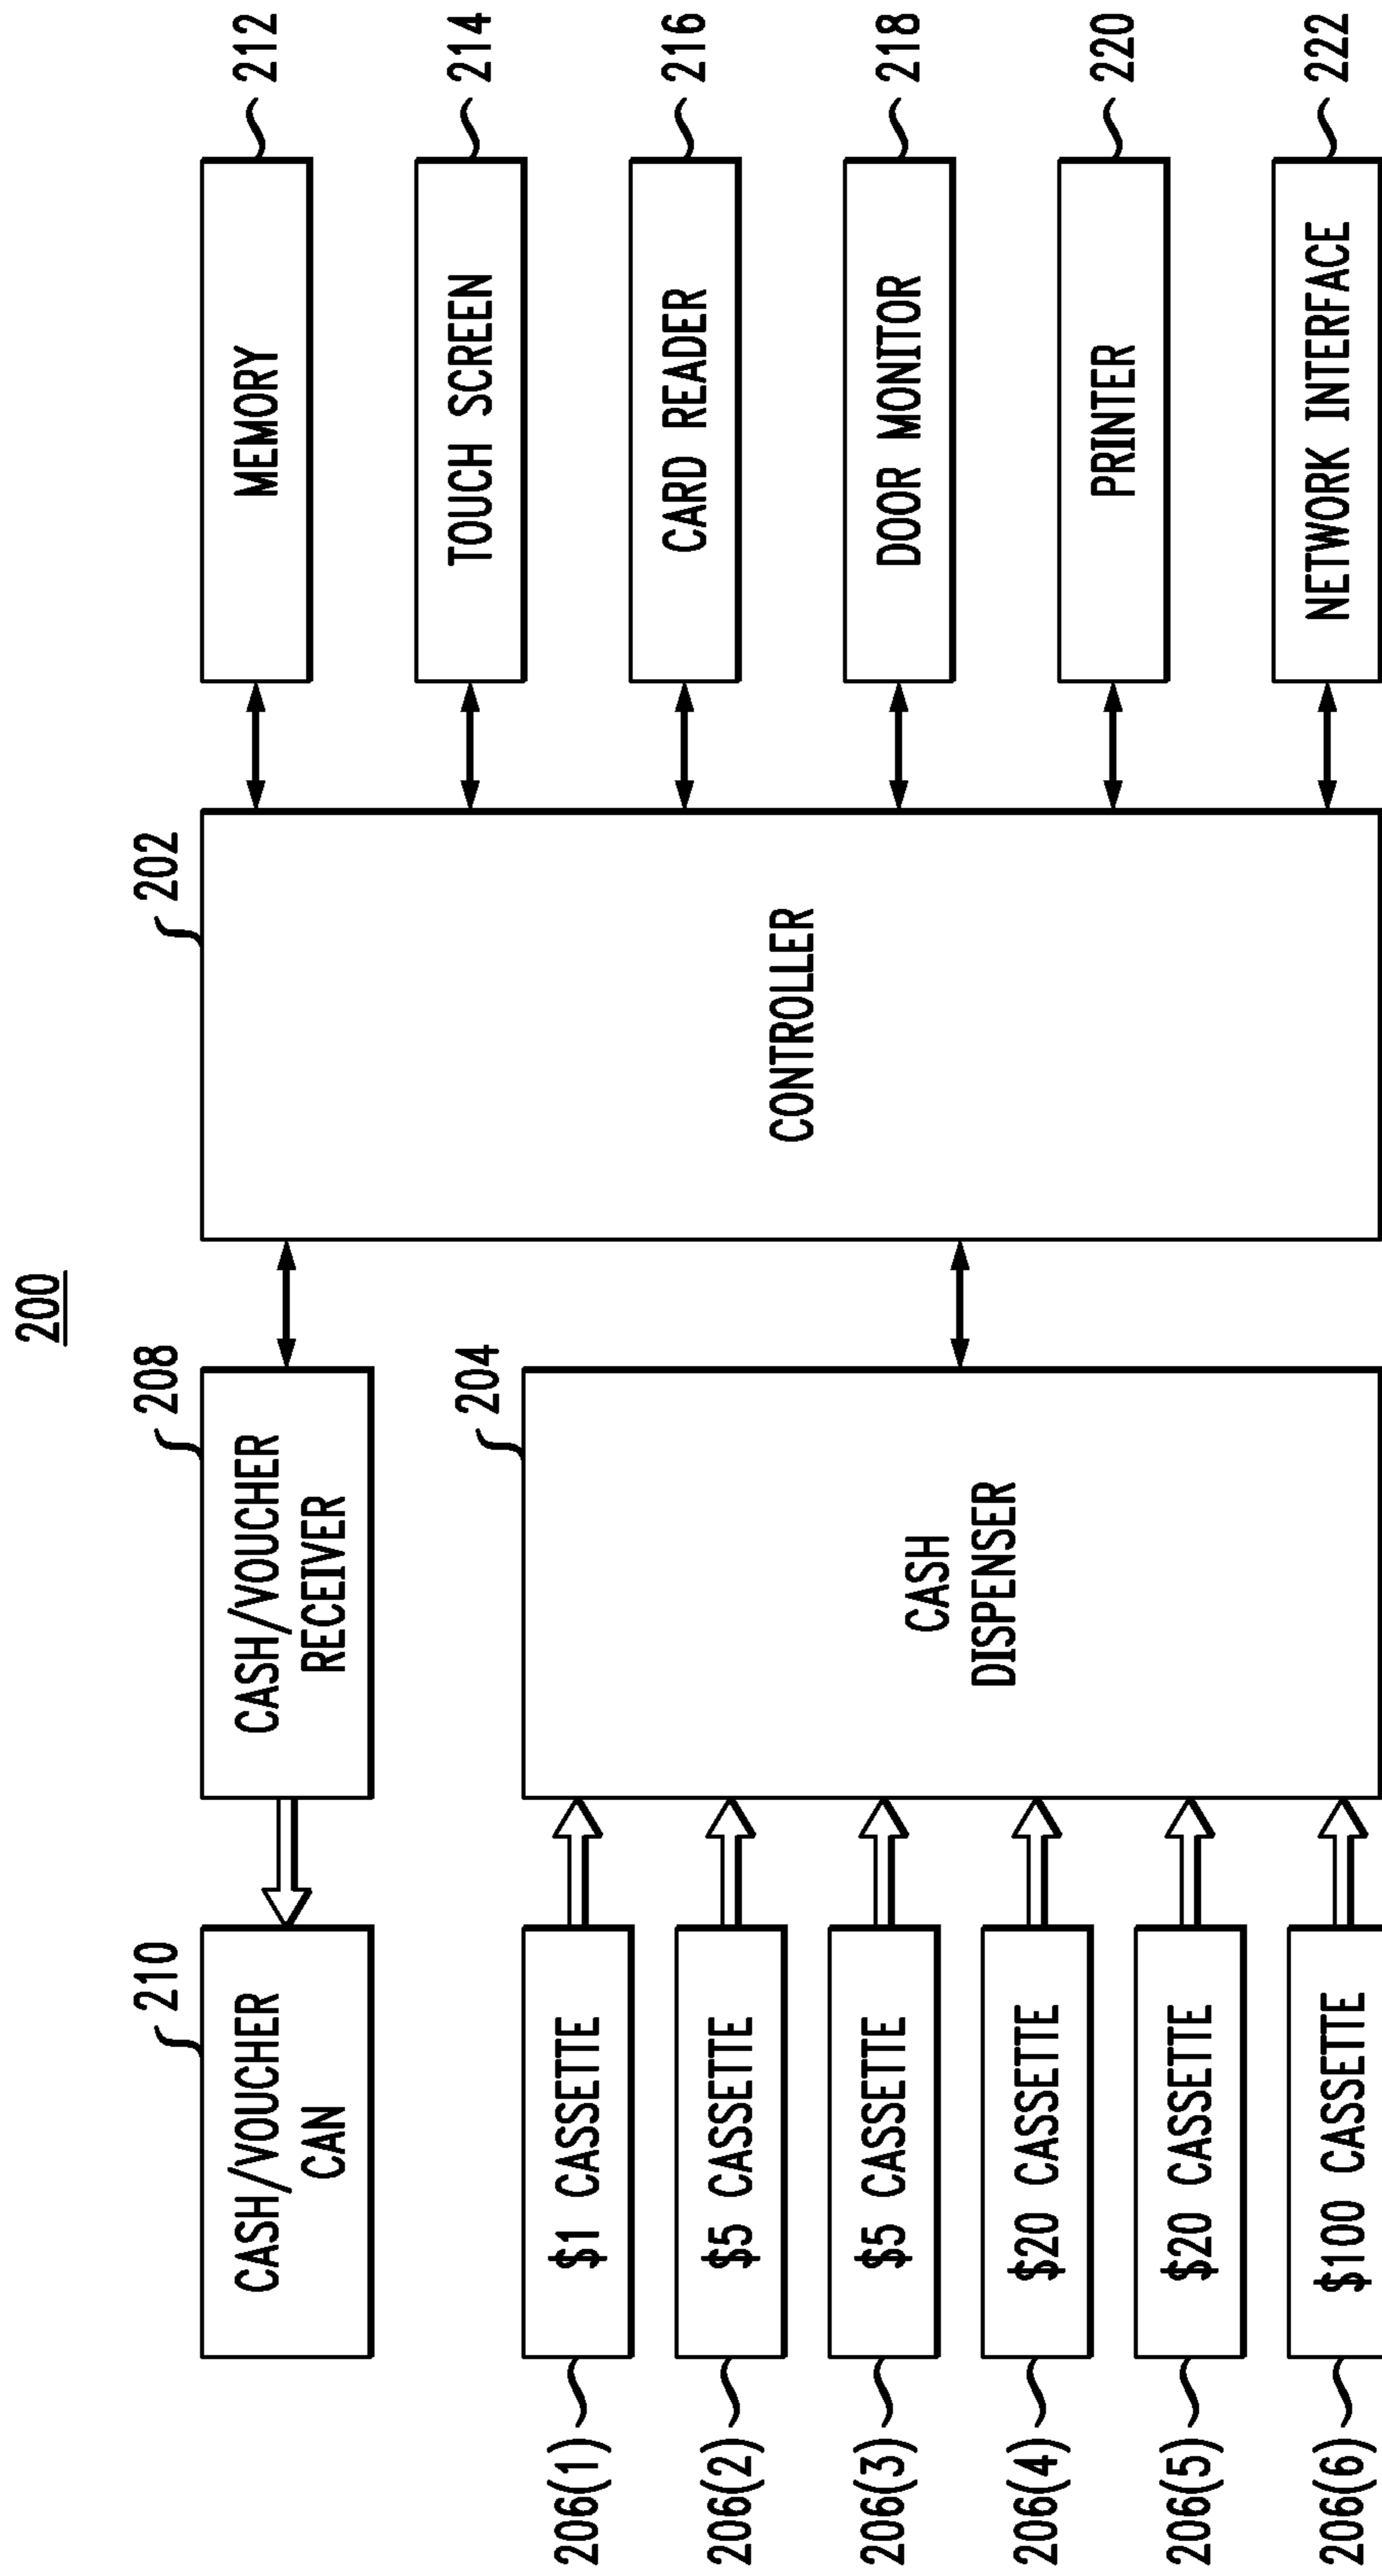 200
210
CASH/VOUCHER
CAN
208
CASH/VOUCHER
RECEIVER
202
CONTROLLER
204
CASH
DISPENSER
206(1)
$1 CASSETTE
206(2)
$5 CASSETTE
206(3)
$5 CASSETTE
206(4)
$20 CASSETTE
206(5)
$20 CASSETTE
206(6)
$100 CASSETTE
MEMORY
212
TOUCH SCREEN
214
CARD READER
216
DOOR MONITOR
218
PRINTER
220
NETWORK INTERFACE
222